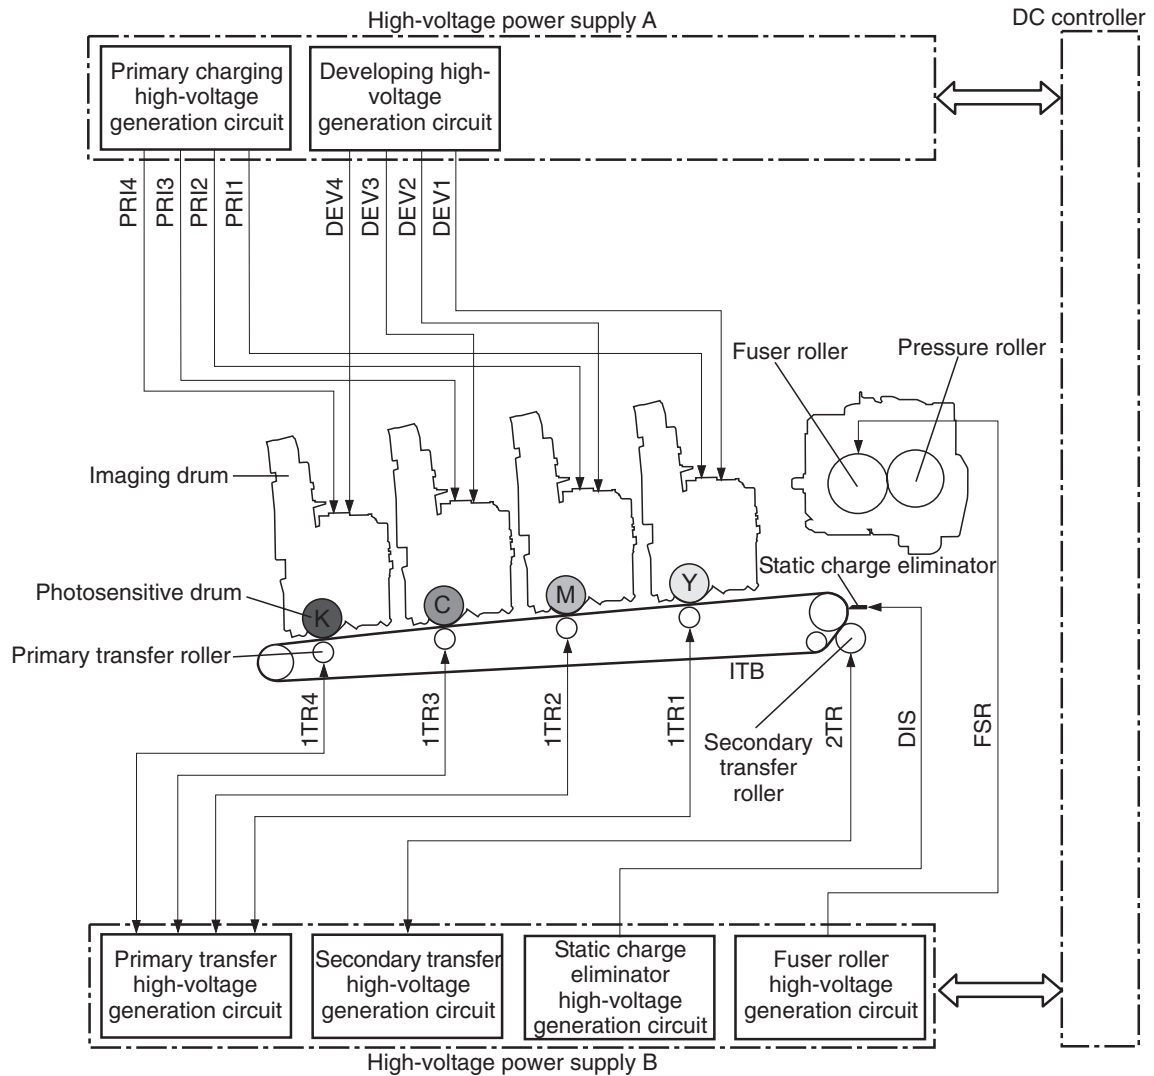 High-voltage power supply A
DC controller
Primary charging
high-voltage
generation circuit
Developing high-
voltage
generation circuit
PRI4
PRI3
PRI2
PRI1
DEV4
DEV3
DEV2
DEV1
Fuser roller
Pressure roller
Imaging drum
Static charge eliminator
Photosensitive drum
K
C
M
Y
Primary transfer roller
ITB
1TR4
1TR3
1TR2
1TR1
Secondary
transfer
roller
2TR
DIS
FSR
Primary transfer
high-voltage
generation circuit
Secondary transfer
high-voltage
generation circuit
Static charge
eliminator
high-voltage
generation circuit
Fuser roller
high-voltage
generation circuit
High-voltage power supply B